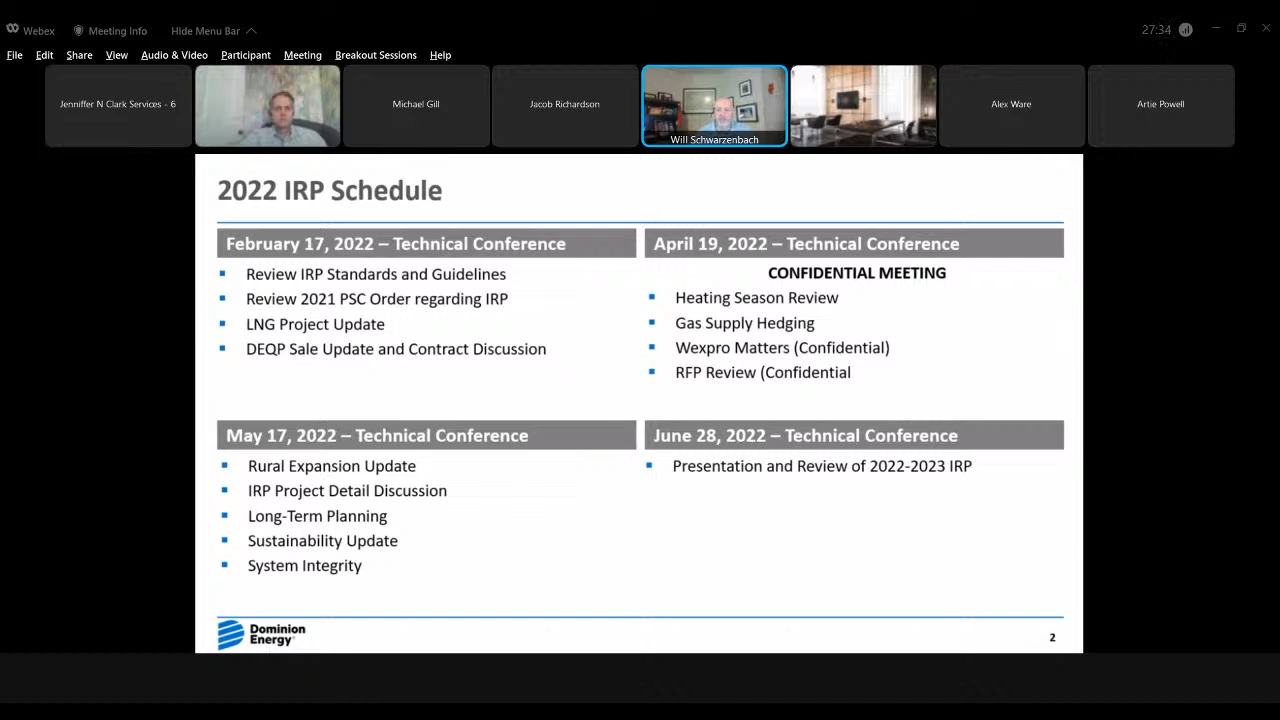 Webex
Meeting Info
Hide Menu Bar
27:34
File Edit Share View Audio & Video Participant Meeting Breakout Sessions Help
Jenniffer N Clark Services - 6
Michael Gill
Jacob Richardson
Will Schwarzenbach
Alex Ware
Artie Powell
2022 IRP Schedule
February 17, 2022 – Technical Conference
Review IRP Standards and Guidelines
Review 2021 PSC Order regarding IRP
LNG Project Update
DEQP Sale Update and Contract Discussion
April 19, 2022 – Technical Conference
CONFIDENTIAL MEETING
Heating Season Review
Gas Supply Hedging
Wexpro Matters (Confidential)
RFP Review (Confidential
May 17, 2022 – Technical Conference
Rural Expansion Update
IRP Project Detail Discussion
Long-Term Planning
Sustainability Update
System Integrity
June 28, 2022 – Technical Conference
Presentation and Review of 2022-2023 IRP
Dominion
Energy
2